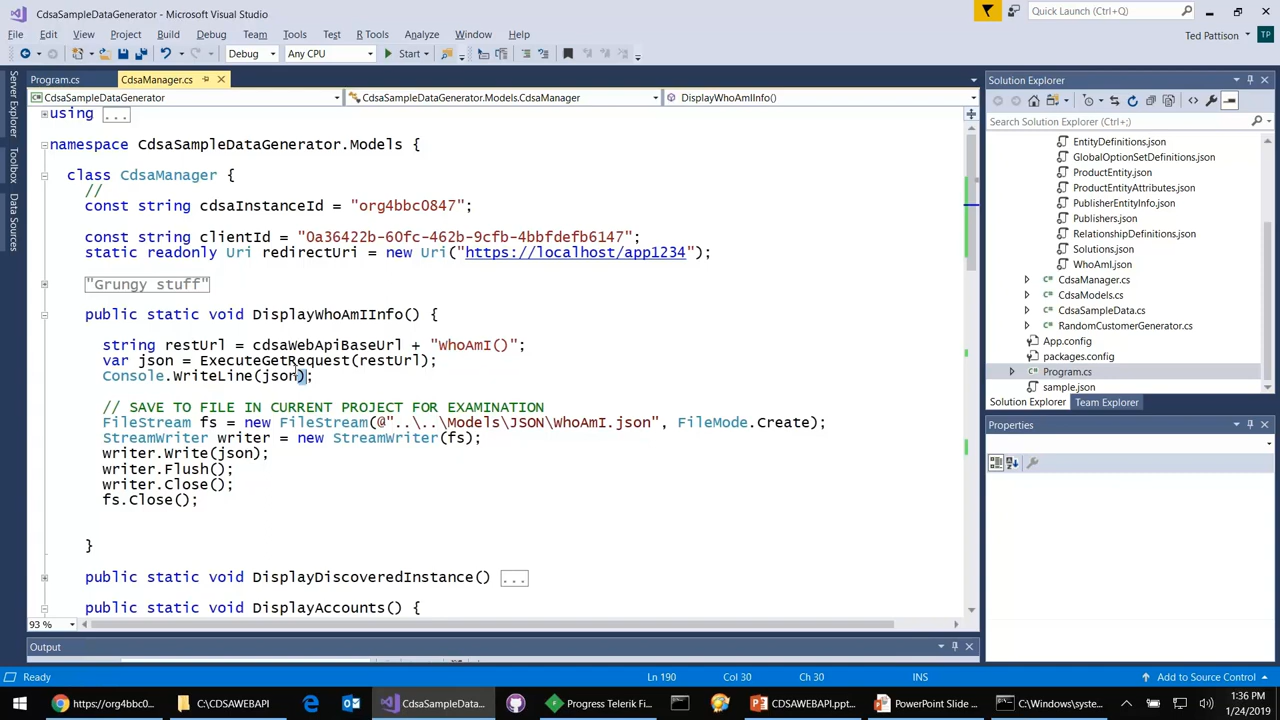 CdsaSampleDataGenerator - Microsoft Visual Studio
Quick Launch (Ctrl+Q)
File Edit View Project Build Debug Team Tools Test R Tools Analyze Window Help
Ted Pattison TP
Debug Any CPU Start
Program.cs CdsaManager.cs
CdsaSampleDataGenerator CdsaSampleDataGenerator.Models.CdsaManager DisplayWhoAmIInfo()
Server Explorer
Toolbox
Data Sources
using ...
namespace CdsaSampleDataGenerator.Models {
class CdsaManager {
//
const string cdsaInstanceId = "org4bbc0847";
const string clientId = "0a36422b-60fc-462b-9cfb-4bbfdefb6147";
static readonly Uri redirectUri = new Uri("https://localhost/app1234");
"Grungy stuff"
public static void DisplayWhoAmIInfo() {
string restUrl = cdsaWebApiBaseUrl + "WhoAmI()";
var json = ExecuteGetRequest(restUrl);
Console.WriteLine(json);
// SAVE TO FILE IN CURRENT PROJECT FOR EXAMINATION
FileStream fs = new FileStream(@"..\..\Models\JSON\WhoAmI.json", FileMode.Create);
StreamWriter writer = new StreamWriter(fs);
writer.Write(json);
writer.Flush();
writer.Close();
fs.Close();
}
public static void DisplayDiscoveredInstance() ...
public static void DisplayAccounts() {
93 %
Output
Solution Explorer
Search Solution Explorer (Ctrl+;)
EntityDefinitions.json
GlobalOptionSetDefinitions.json
ProductEntity.json
ProductEntityAttributes.json
PublisherEntityInfo.json
Publishers.json
RelationshipDefinitions.json
Solutions.json
WhoAmI.json
CdsaManager.cs
CdsaModels.cs
CdsaSampleData.cs
RandomCustomerGenerator.cs
App.config
packages.config
Program.cs
sample.json
Solution Explorer Team Explorer
Properties
Ready Ln 190 Col 30 Ch 30 INS Add to Source Control
https://org4bbc0... C:\CDSAWEBAPI CdsaSampleData... Progress Telerik Fi... CDSAWEBAPI.ppt... PowerPoint Slide ... C:\Windows\syste...
1:36 PM
1/24/2019